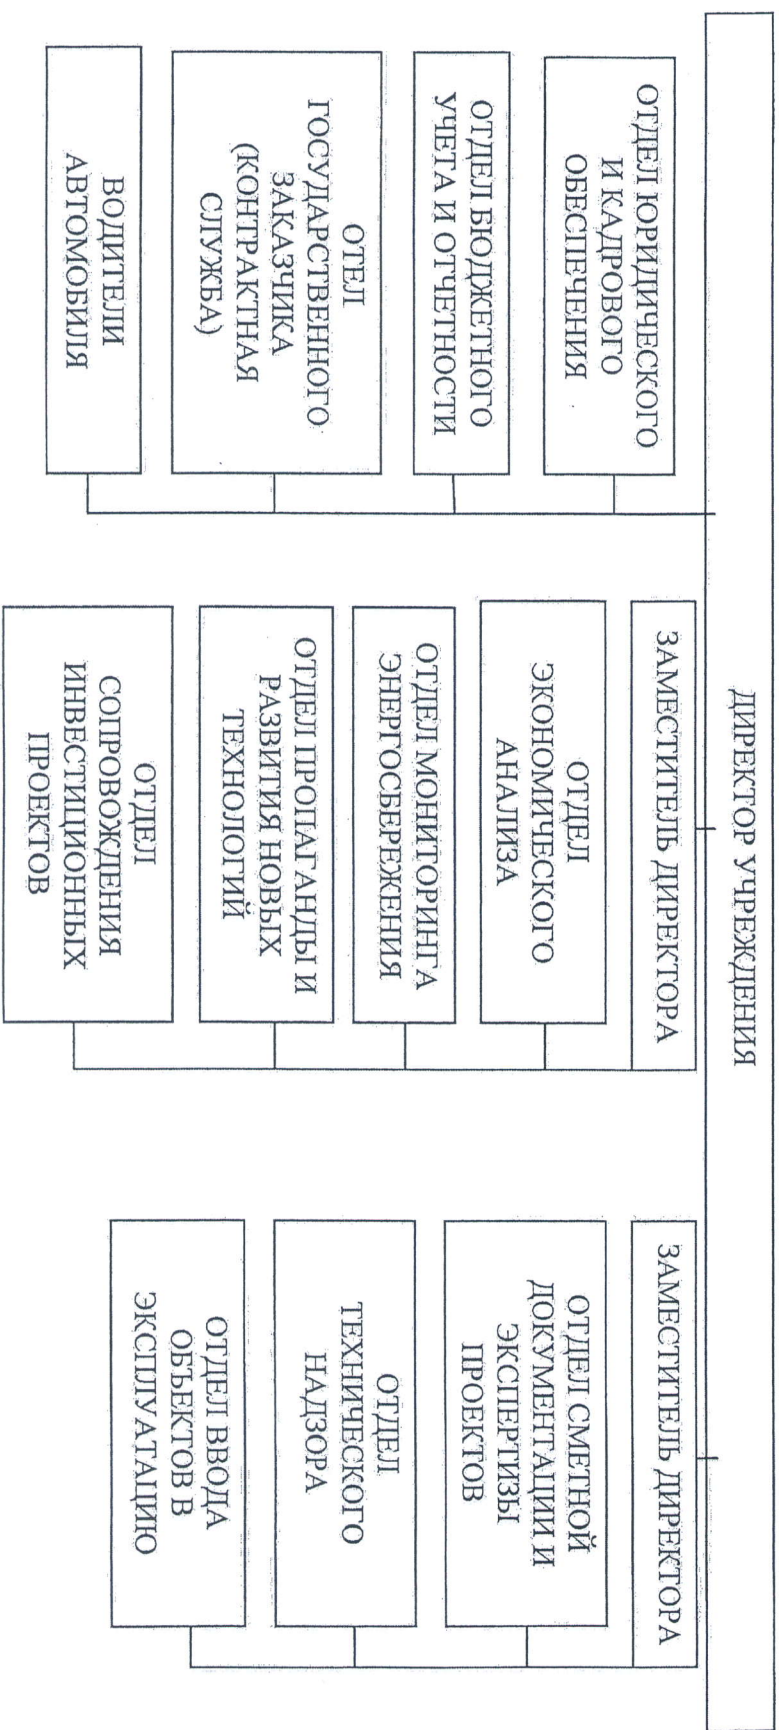 ДИРЕКТОР УЧРЕЖДЕНИЯ
ОТДЕЛ ЮРИДИЧЕСКОГО
И КАДРОВОГО
ОБЕСПЕЧЕНИЯ
ОТДЕЛ БЮДЖЕТНОГО
УЧЕТА И ОТЧЕТНОСТИ
ОТЕЛ
ГОСУДАРСТВЕННОГО
ЗАКАЗЧИКА
(КОНТРАКТНАЯ
СЛУЖБА)
ВОДИТЕЛИ
АВТОМОБИЛЯ
ЗАМЕСТИТЕЛЬ ДИРЕКТОРА
ОТДЕЛ
ЭКОНОМИЧЕСКОГО
АНАЛИЗА
ОТДЕЛ МОНИТОРИНГА
ЭНЕРГОСБЕРЕЖЕНИЯ
ОТДЕЛ ПРОПАГАНДЫ И
РАЗВИТИЯ НОВЫХ
ТЕХНОЛОГИЙ
ОТДЕЛ
СОПРОВОЖДЕНИЯ
ИНВЕСТИЦИОННЫХ
ПРОЕКТОВ
ЗАМЕСТИТЕЛЬ ДИРЕКТОРА
ОТДЕЛ СМЕТНОЙ
ДОКУМЕНТАЦИИ И
ЭКСПЕРТИЗЫ
ПРОЕКТОВ
ОТДЕЛ
ТЕХНИЧЕСКОГО
НАДЗОРА
ОТДЕЛ ВВОДА
ОБЪЕКТОВ В
ЭКСПЛУАТАЦИЮ